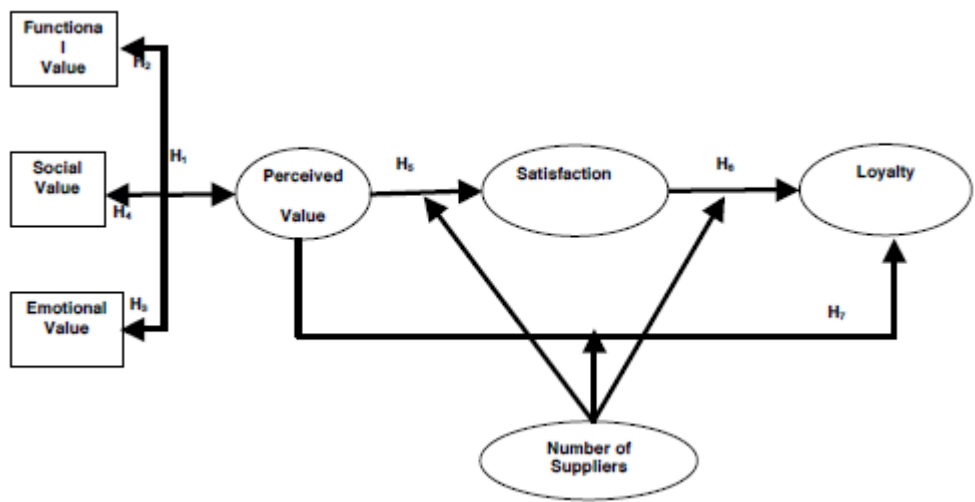 Functiona
l
Value
H₂
Social
Value
H₄
H₁
Emotional
Value
H₃
Perceived
Value
H₅
Satisfaction
H₆
Loyalty
H₇
Number of
Suppliers